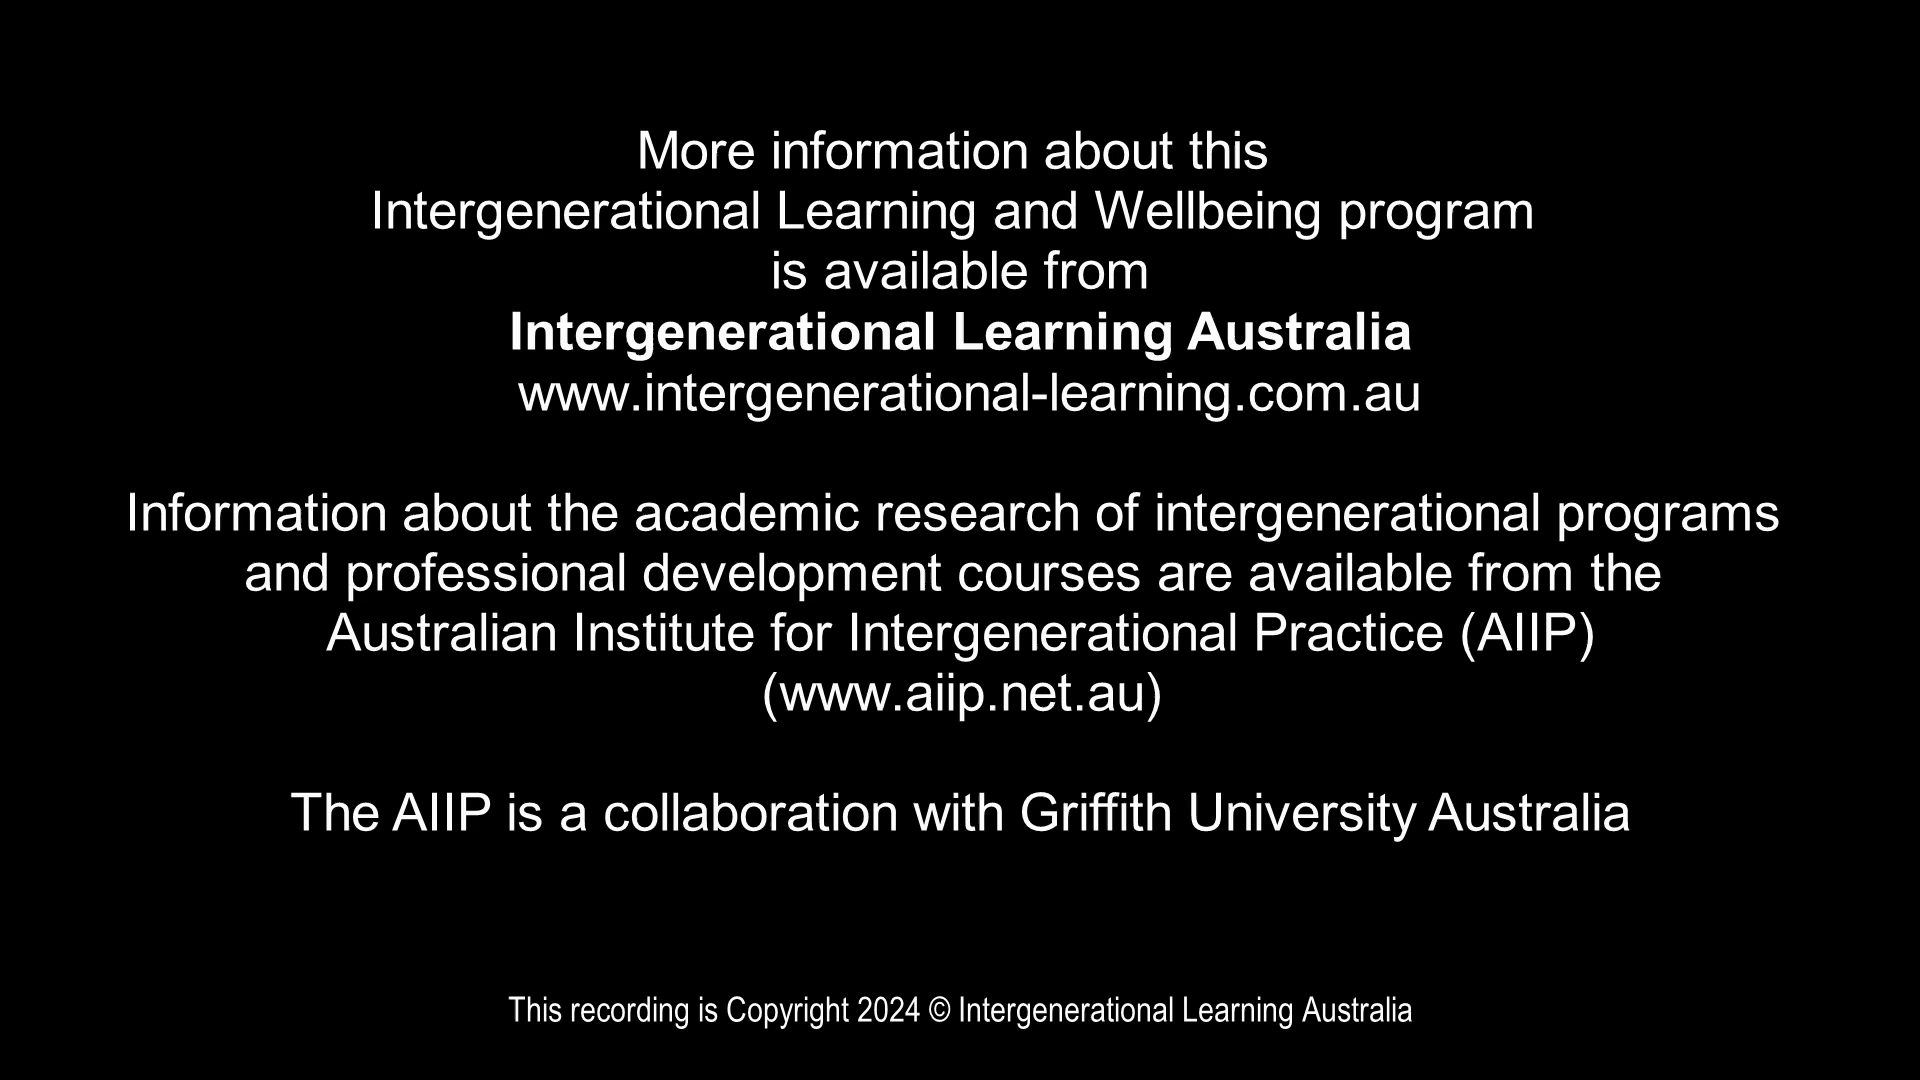 More information about this
Intergenerational Learning and Wellbeing program
is available from
Intergenerational Learning Australia
www.intergenerational-learning.com.au
Information about the academic research of intergenerational programs
and professional development courses are available from the
Australian Institute for Intergenerational Practice (AIIP)
(www.aiip.net.au)
The AIIP is a collaboration with Griffith University Australia
This recording is Copyright 2024 © Intergenerational Learning Australia